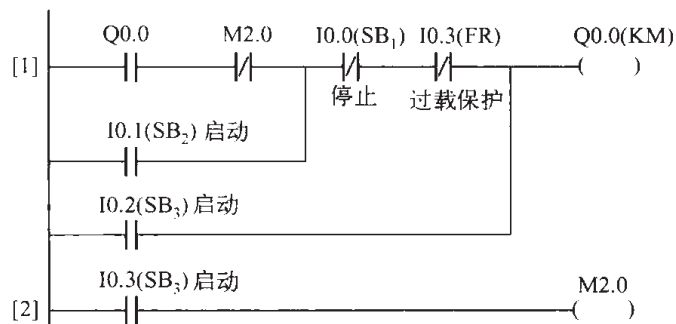 Q0.0 M2.0 I0.0(SB₁) I0.3(FR) Q0.0(KM)
[1]
停止 过载保护
I0.1(SB₂) 启动
I0.2(SB₃) 启动
I0.3(SB₃) 启动 M2.0
[2]